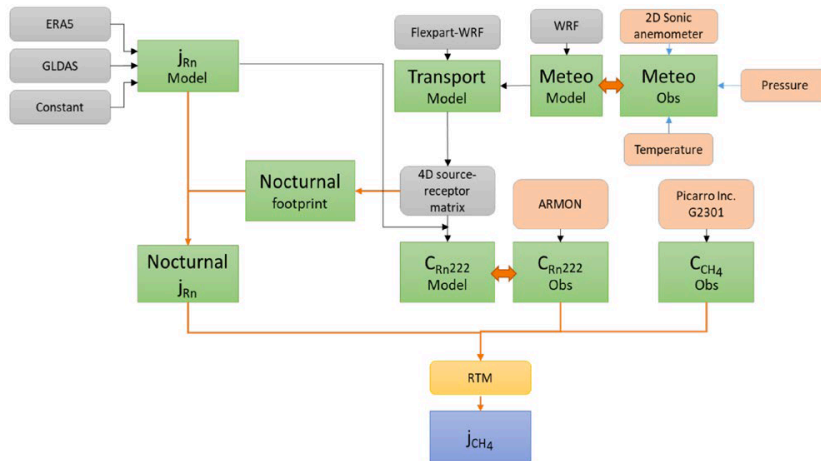 ERA5
GLDAS
Constant
jRn
Model
Flexpart-WRF
Transport
Model
WRF
Meteo
Model
2D Sonic
anemometer
Meteo
Obs
Pressure
Temperature
Nocturnal
footprint
4D source-
receptor
matrix
ARMON
Picarro Inc.
G2301
Nocturnal
jRn
CRn222
Model
CRn222
Obs
CCH4
Obs
RTM
jCH4